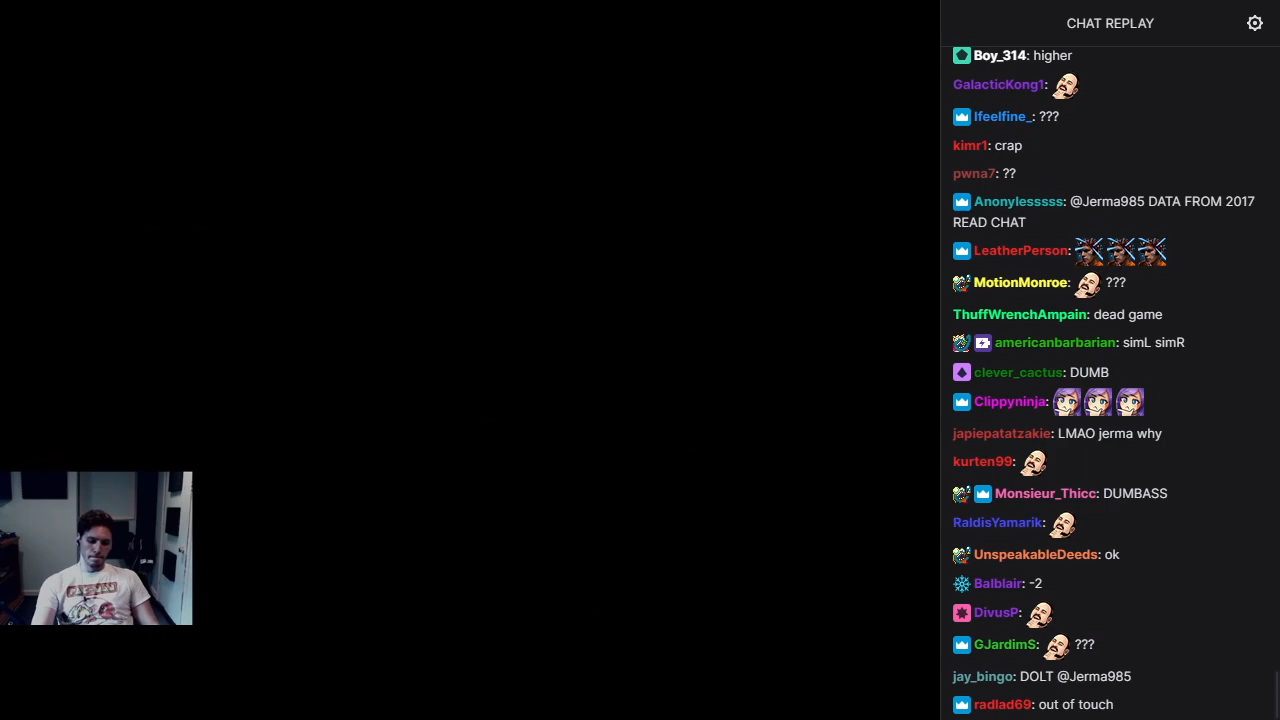 CHAT REPLAY
Boy_314: higher
GalacticKong1:
Ifeelfine_: ???
kimr1: crap
pwna7: ??
Anonylesssss: @Jerma985 DATA FROM 2017
READ CHAT
LeatherPerson:
MotionMonroe: ???
ThuffWrenchAmpain: dead game
americanbarbarian: simL simR
clever_cactus: DUMB
Clippyninja:
japiepatatzakie: LMAO jerma why
kurten99:
Monsieur_Thicc: DUMBASS
RaldisYamarik:
UnspeakableDeeds: ok
Balblair: -2
DivusP:
GJardimS: ???
jay_bingo: DOLT @Jerma985
radlad69: out of touch